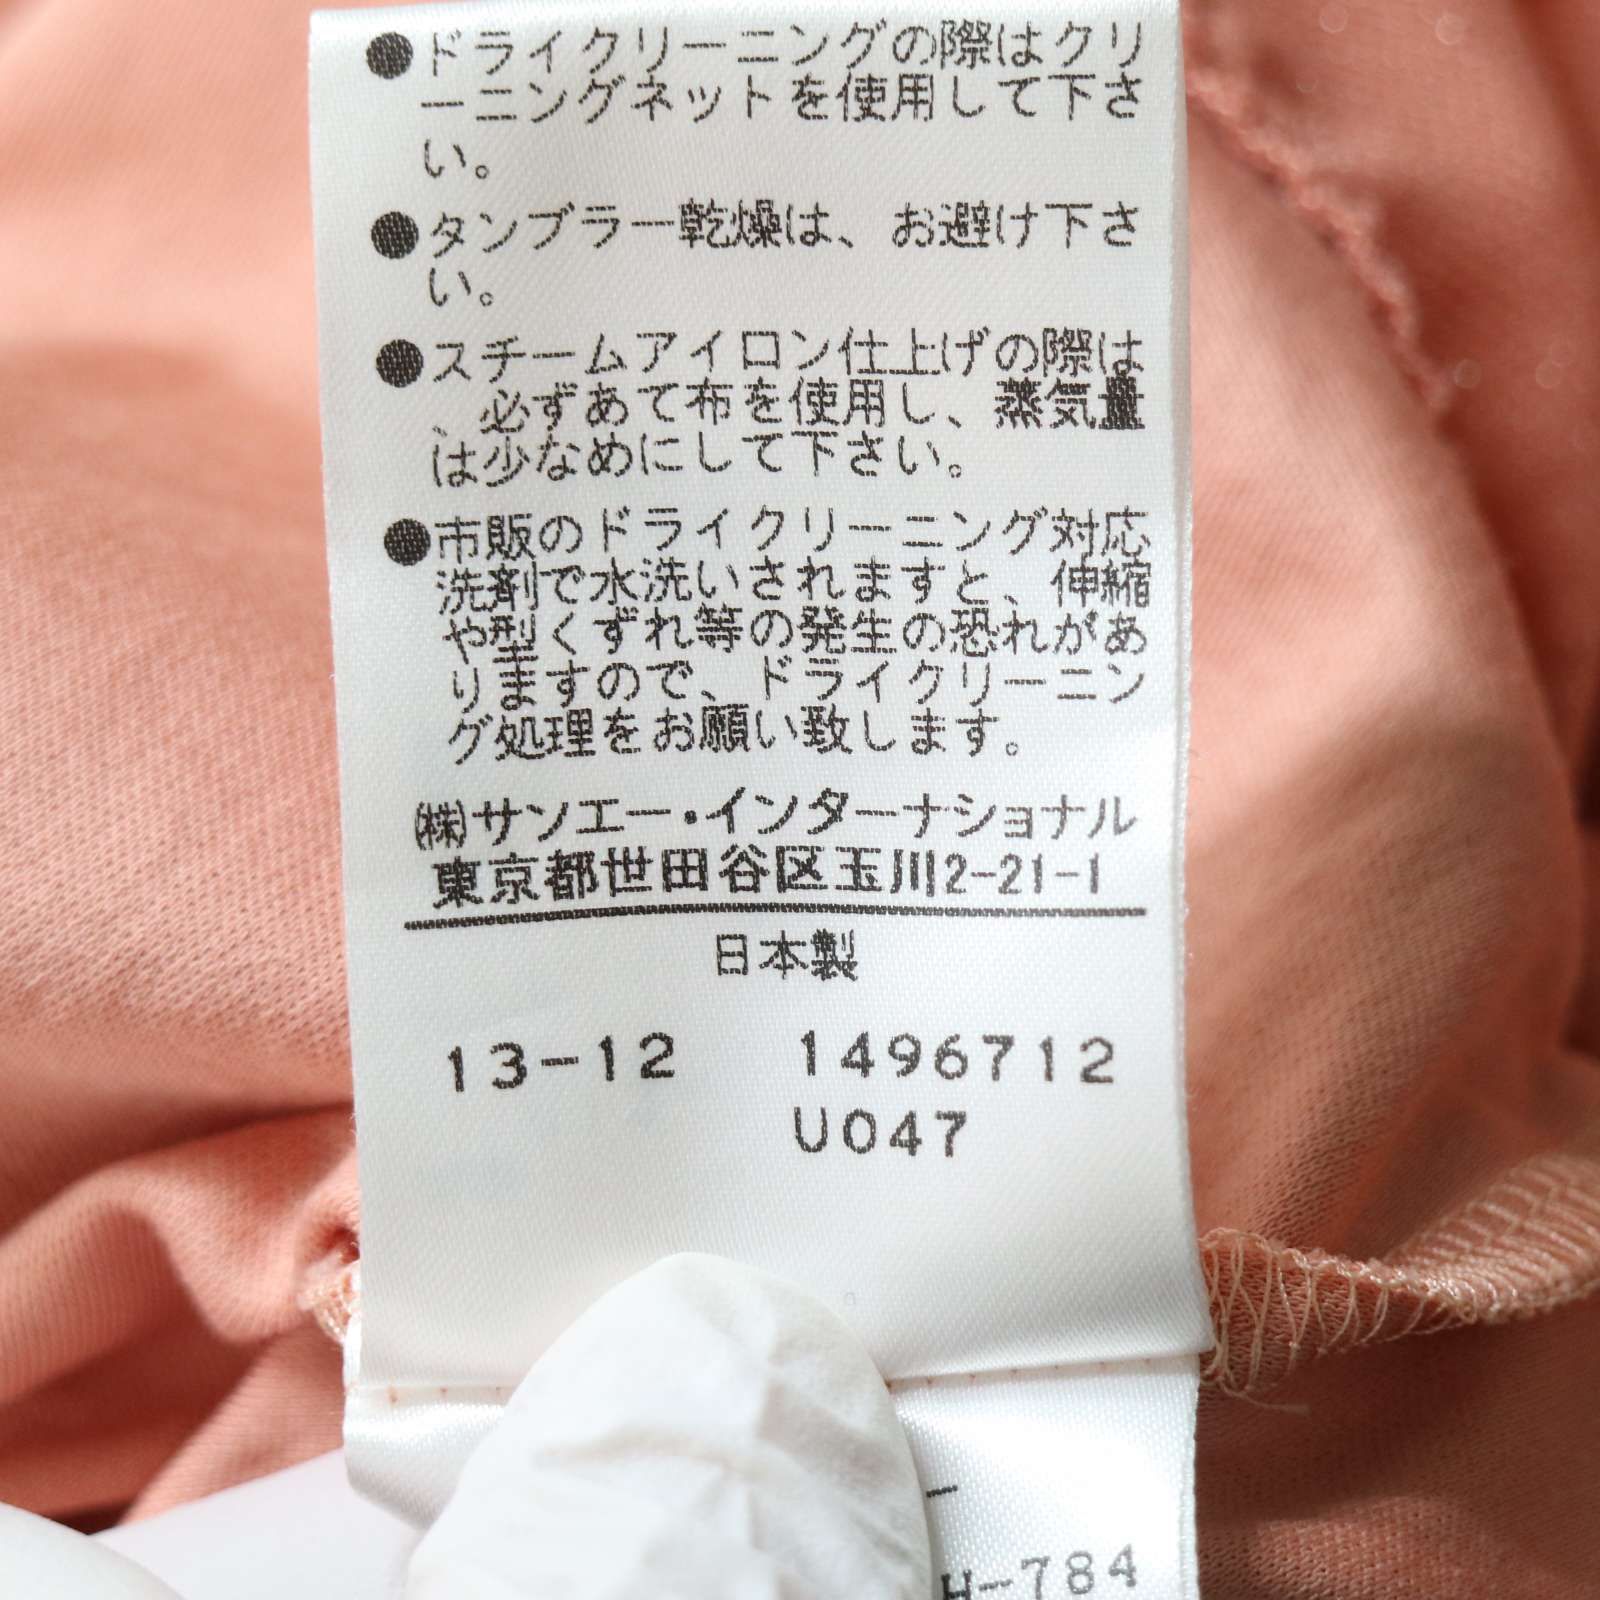 ●ドライクリーニングの際はクリ
ーニングネットを使用して下さ
い。
●タンブラー乾燥は、お避け下さ
い。
●スチームアイロン仕上げの際は
、必ずあて布を使用し、蒸気量
は少なめにして下さい。
●市販のドライクリーニング対応
洗剤で水洗いされますと、伸縮
や型くずれ等の発生の恐れがあ
りますので、ドライクリーニン
グ処理をお願い致します。
㈱サンエー・インターナショナル
東京都世田谷区玉川2-21-1
日本製
13-12 1496712
U047
H-784